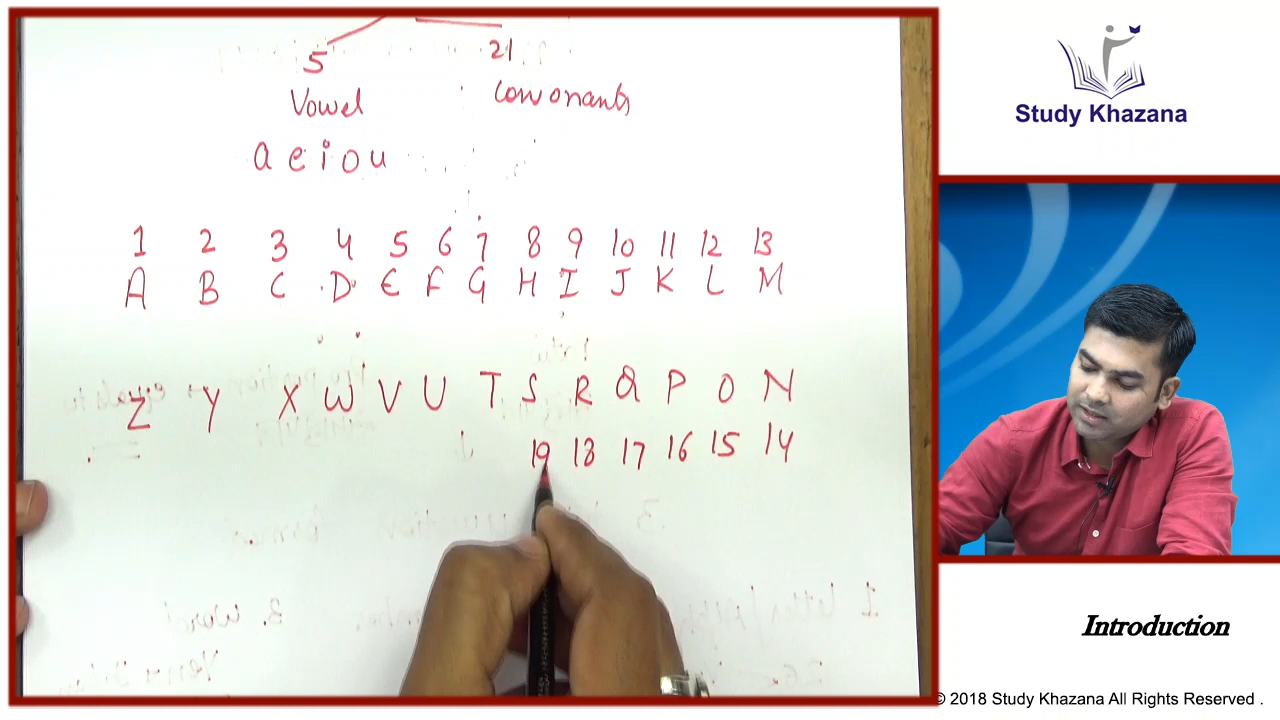 5 21
Vowel consonants
a e i o u
1 2 3 4 5 6 7 8 9 10 11 12 13
A B C D E F G H I J K L M
Z Y X W V U T S R Q P O N
19 18 17 16 15 14
Study Khazana
Introduction
© 2018 Study Khazana All Rights Reserved .